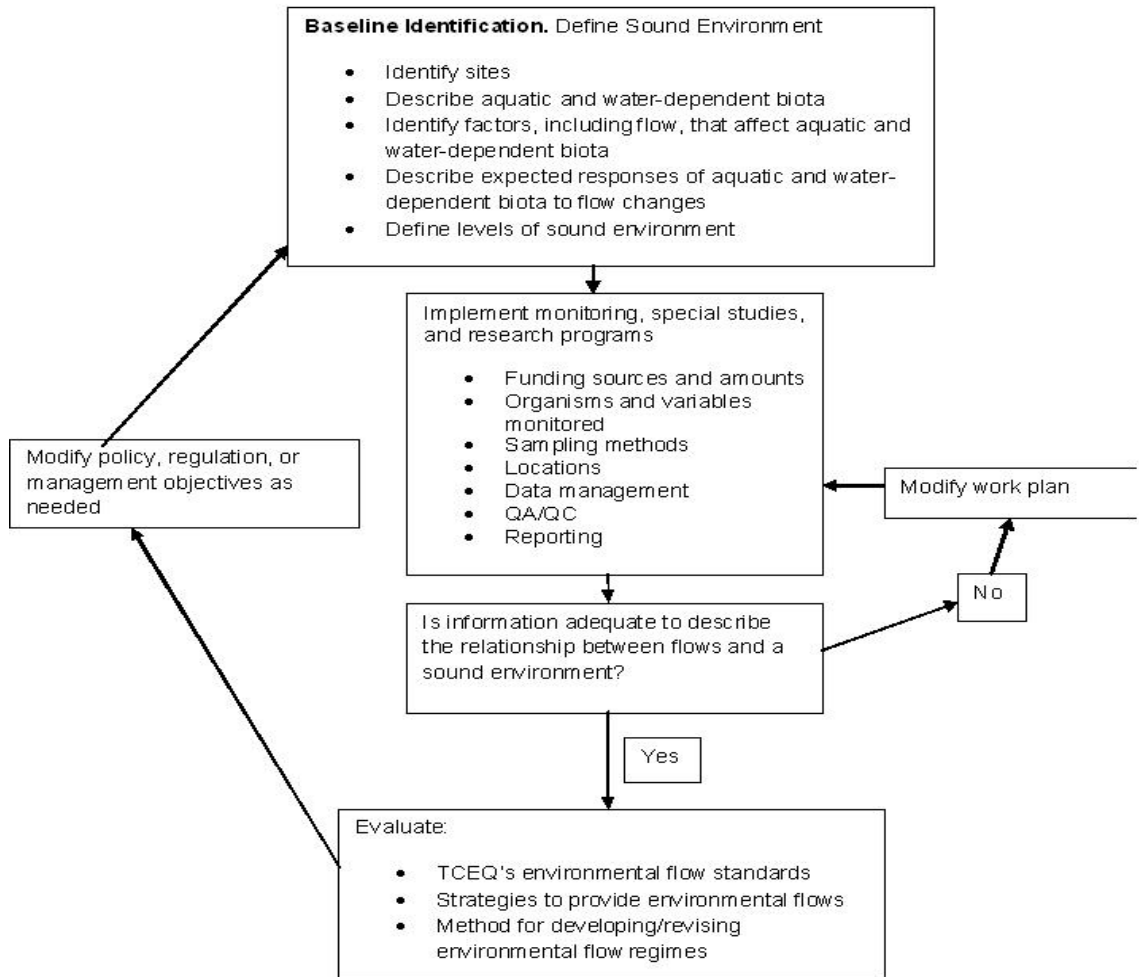 Baseline Identification. Define Sound Environment
• Identify sites
• Describe aquatic and water-dependent biota
• Identify factors, including flow, that affect aquatic and
water-dependent biota
• Describe expected responses of aquatic and water-
dependent biota to flow changes
• Define levels of sound environment
Implement monitoring, special studies,
and research programs
• Funding sources and amounts
• Organisms and variables
monitored
• Sampling methods
• Locations
• Data management
• QA/QC
• Reporting
Modify policy, regulation, or
management objectives as
needed
Modify work plan
No
Is information adequate to describe
the relationship between flows and a
sound environment?
Yes
Evaluate:
• TCEQ's environmental flow standards
• Strategies to provide environmental flows
• Method for developing/revising
environmental flow regimes